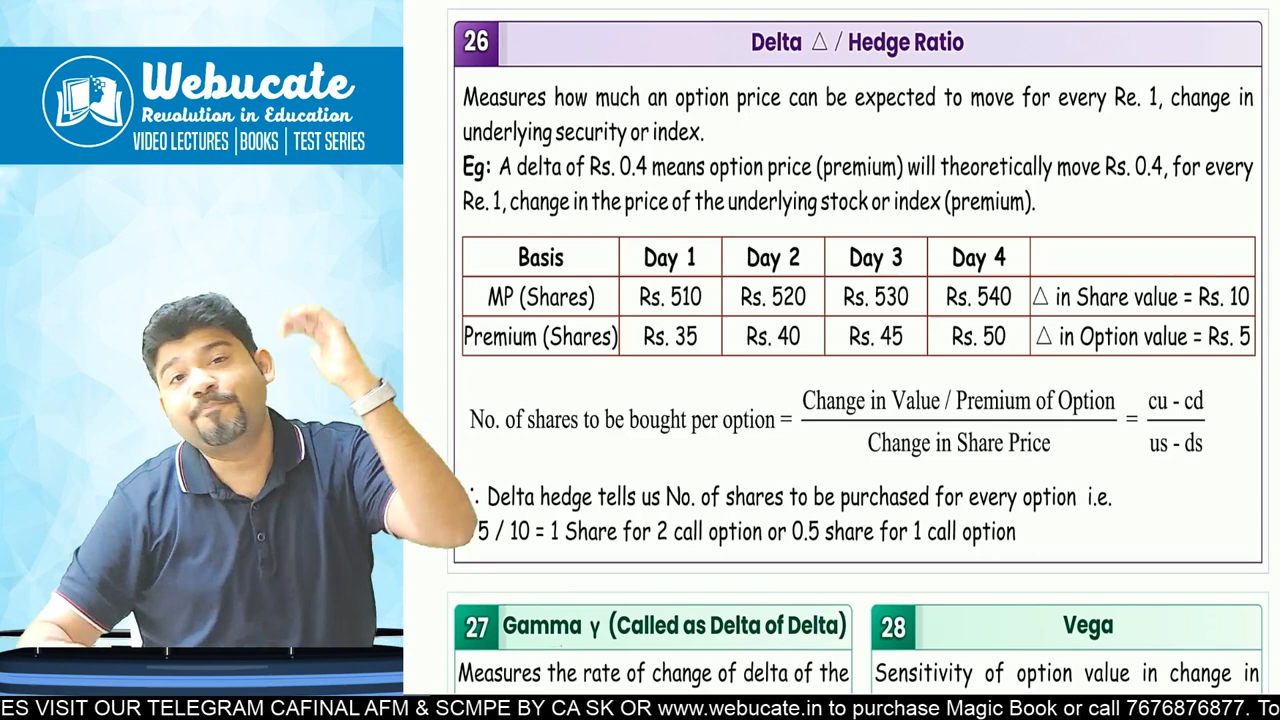 Webucate
Revolution in Education
VIDEO LECTURES | BOOKS | TEST SERIES
26 Delta △ / Hedge Ratio
Measures how much an option price can be expected to move for every Re. 1, change in
underlying security or index.
Eg: A delta of Rs. 0.4 means option price (premium) will theoretically move Rs. 0.4, for every
Re. 1, change in the price of the underlying stock or index (premium).
Basis Day 1 Day 2 Day 3 Day 4
MP (Shares) Rs. 510 Rs. 520 Rs. 530 Rs. 540 △ in Share value = Rs. 10
Premium (Shares) Rs. 35 Rs. 40 Rs. 45 Rs. 50 △ in Option value = Rs. 5
No. of shares to be bought per option = Change in Value / Premium of Option = cu - cd
Change in Share Price us - ds
Delta hedge tells us No. of shares to be purchased for every option i.e.
5 / 10 = 1 Share for 2 call option or 0.5 share for 1 call option
27 Gamma γ (Called as Delta of Delta)
Measures the rate of change of delta of the
28 Vega
Sensitivity of option value in change in
ES VISIT OUR TELEGRAM CAFINAL AFM & SCMPE BY CA SK OR www.webucate.in to purchase Magic Book or call 7676876877. To